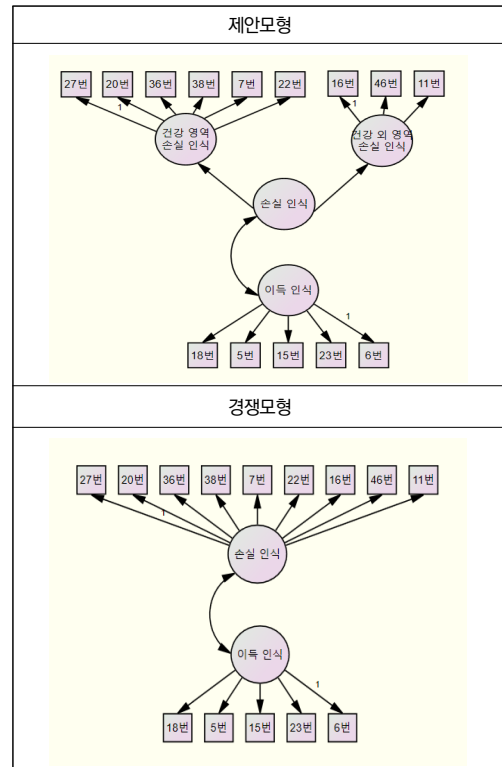 제안모형
27번 20번 36번 38번 7번 22번 16번 46번 11번
1 1
건강 영역 건강 외 영역
손실 인식 손실 인식
손실 인식
이득 인식
1
18번 5번 15번 23번 6번
경쟁모형
27번 20번 36번 38번 7번 22번 16번 46번 11번
1
손실 인식
이득 인식
1
18번 5번 15번 23번 6번